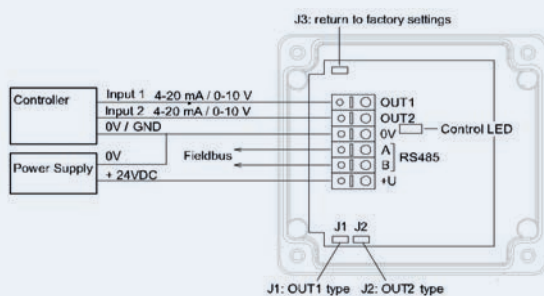 J3: return to factory settings
Controller
Input 1 4-20 mA / 0-10 V
Input 2 4-20 mA / 0-10 V
0V / GND
Power Supply
0V
+ 24VDC
Fieldbus
OUT1
OUT2
0V
Control LED
A
B
RS485
+U
J1 J2
J1: OUT1 type J2: OUT2 type